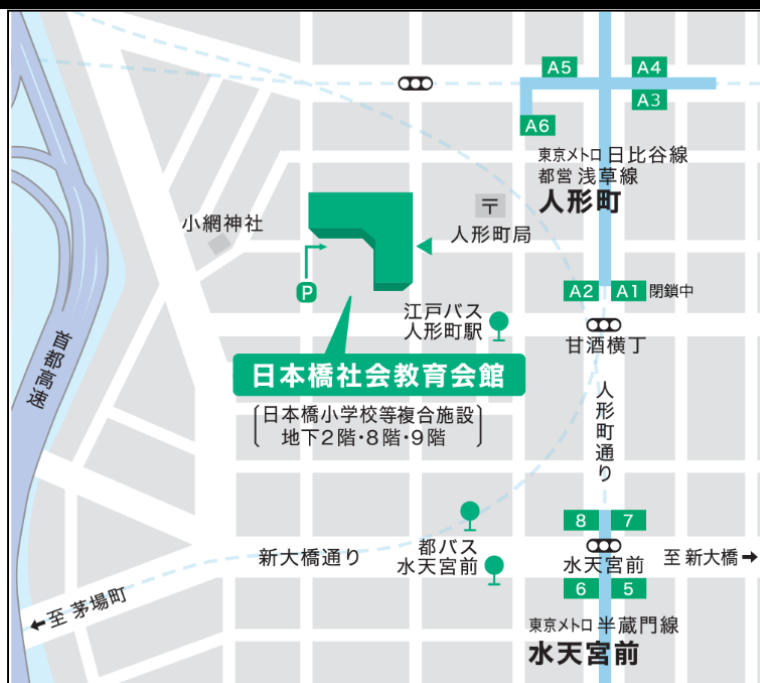 A5
A4
A3
A6
東京メトロ 日比谷線
都営 浅草線
人形町
〒
人形町局
小網神社
P
A2
A1 閉鎖中
江戸バス
人形町駅
甘酒横丁
首都高速
日本橋社会教育会館
日本橋小学校等複合施設
地下2階・8階・9階
人形町通り
8
7
新大橋通り
都バス
水天宮前
水天宮前
至 新大橋➡
6
5
⬅至 茅場町
東京メトロ 半蔵門線
水天宮前